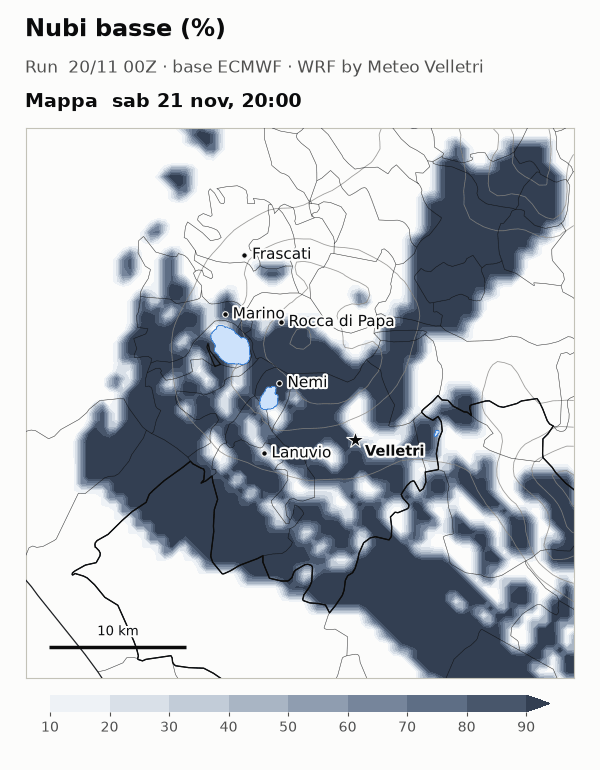 Nubi basse (%)
Run  20/11 00Z · base ECMWF · WRF by Meteo Velletri
Mappa  sab 21 nov, 20:00
Frascati
Marino
Rocca di Papa
Nemi
Velletri
Lanuvio
10 km
10 20 30 40 50 60 70 80 90